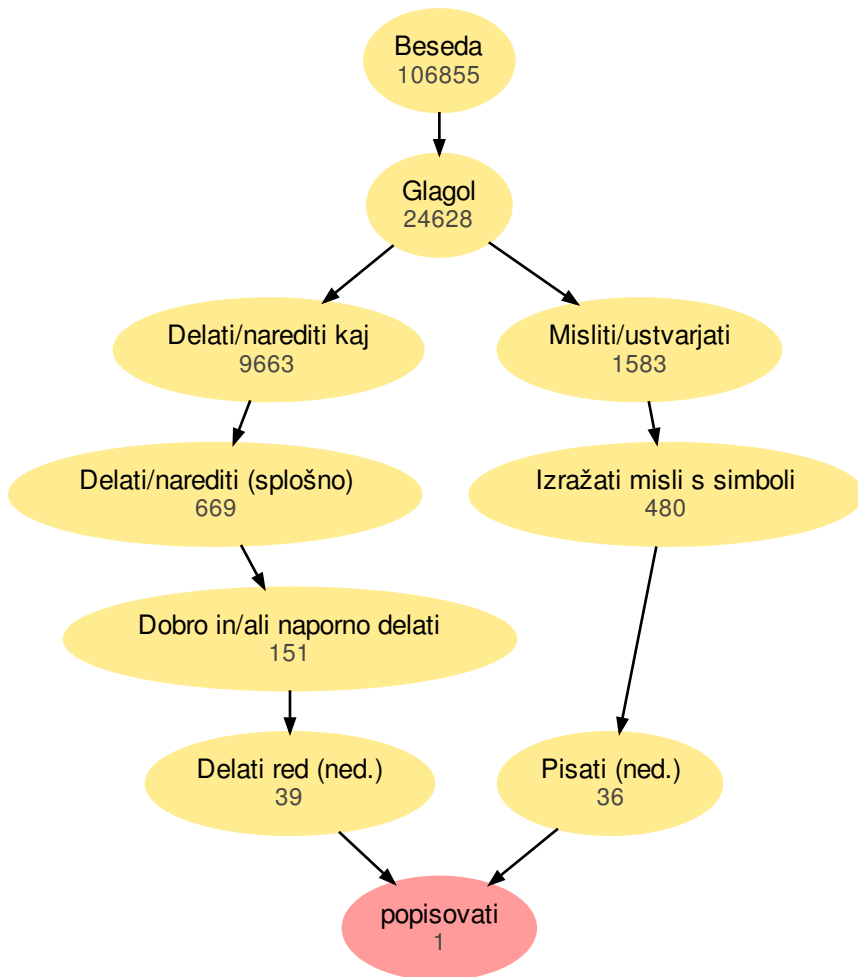 Beseda
106855
Glagol
24628
Delati/narediti kaj
9663
Misliti/ustvarjati
1583
Delati/narediti (splošno)
669
Izražati misli s simboli
480
Dobro in/ali naporno delati
151
Delati red (ned.)
39
Pisati (ned.)
36
popisovati
1